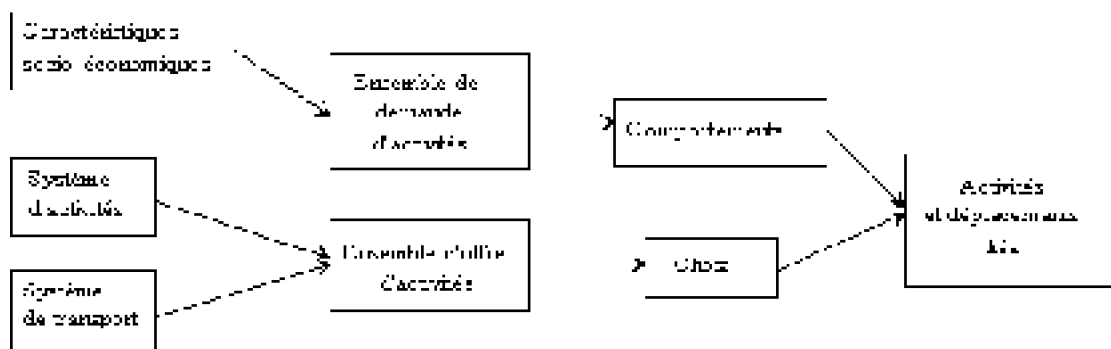 Caractéristiques
socio-économiques
Ensemble de
demande
d'activités
Comportements
Système
d'activités
Activités
et déplacements
liés
Ensemble d'offre
d'activités
Choix
Système
de transport